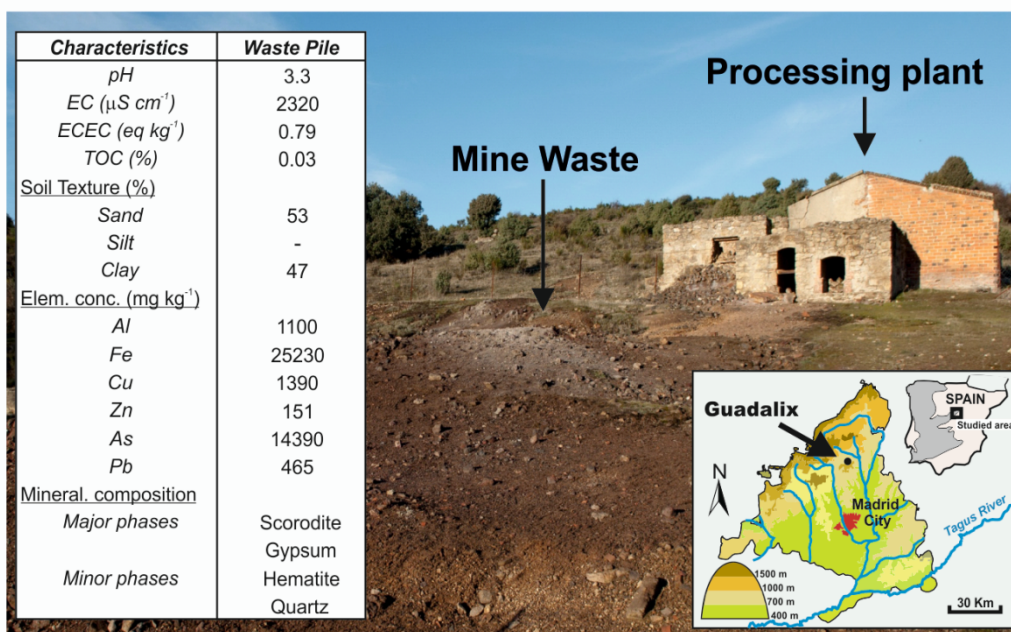 Characteristics Waste Pile
pH 3.3
EC (μS cm⁻¹) 2320
ECEC (eq kg⁻¹) 0.79
TOC (%) 0.03
Soil Texture (%)
Sand 53
Silt -
Clay 47
Elem. conc. (mg kg⁻¹)
Al 1100
Fe 25230
Cu 1390
Zn 151
As 14390
Pb 465
Mineral. composition
Major phases Scorodite
Gypsum
Minor phases Hematite
Quartz
Processing plant
Mine Waste
Guadalix
SPAIN
Studied area
N
Madrid
City
Tagus River
1500 m
1000 m
700 m
400 m
30 Km